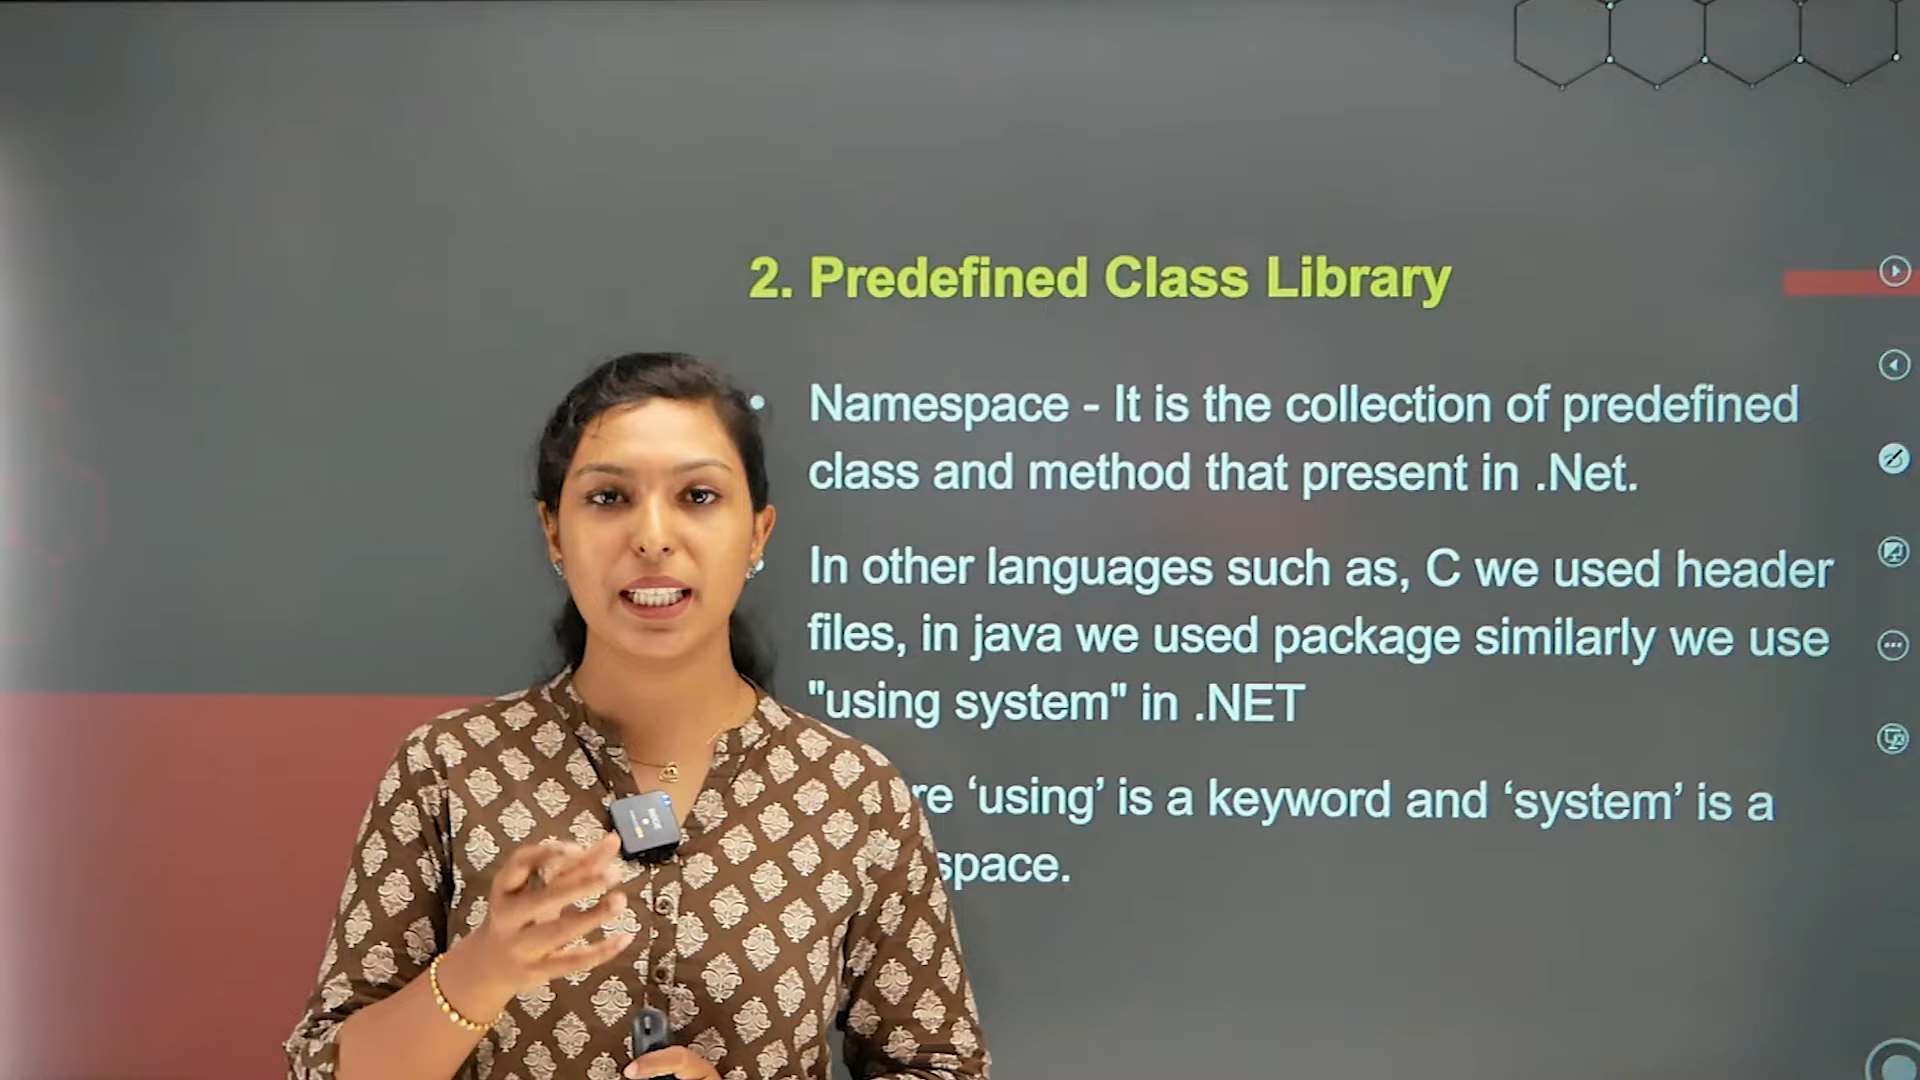 2. Predefined Class Library
Namespace - It is the collection of predefined
class and method that present in .Net.
In other languages such as, C we used header
files, in java we used package similarly we use
"using system" in .NET
re ‘using’ is a keyword and ‘system’ is a
space.